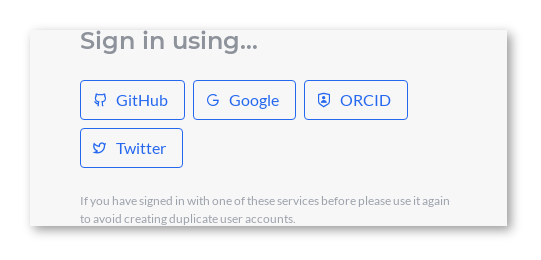 Sign in using...
GitHub Google ORCID
Twitter
If you have signed in with one of these services before please use it again
to avoid creating duplicate user accounts.